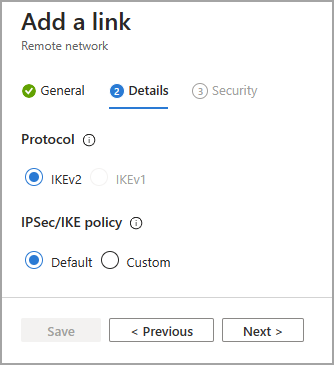 Add a link
Remote network
General 2 Details 3 Security
Protocol
IKEv2 IKEv1
IPSec/IKE policy
Default Custom
Save < Previous Next >